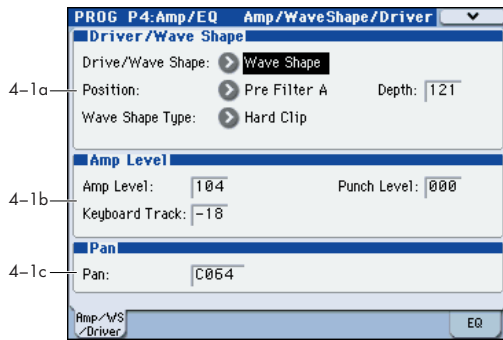 PROG P4:Amp/EQ Amp/WaveShape/Driver
Driver/Wave Shape
Drive/Wave Shape: Wave Shape
4-1a Position: Pre Filter A Depth: 121
Wave Shape Type: Hard Clip
Amp Level
Amp Level: 104 Punch Level: 000
4-1b
Keyboard Track: -18
Pan
4-1c Pan: C064
Amp/WS
/Driver
EQ